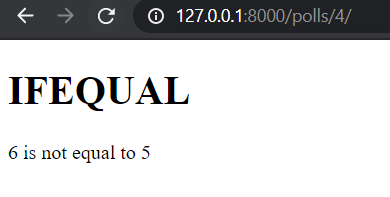 127.0.0.1:8000/polls/4/
IFEQUAL
6 is not equal to 5